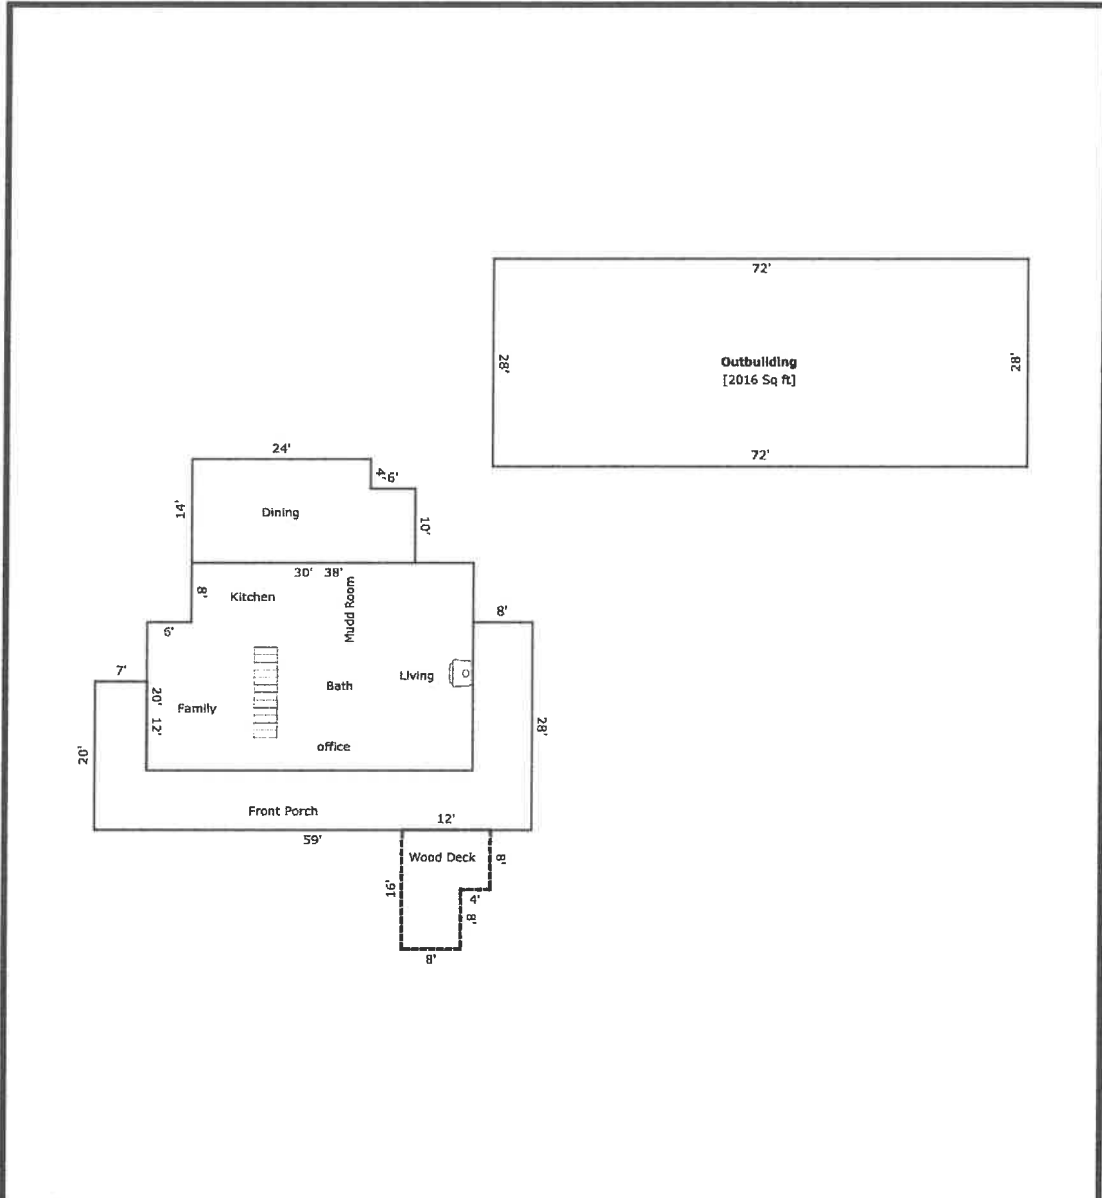 72'
28'
Outbuilding
[2016 Sq ft]
28'
72'
24'
4'
6'
14'
Dining
10'
30' 38'
8'
Kitchen
Mudd Room
6'
8'
7'
20'
12'
Family
Bath
Living
office
20'
28'
Front Porch
59'
12'
Wood Deck
8'
16'
4'
8'
8'